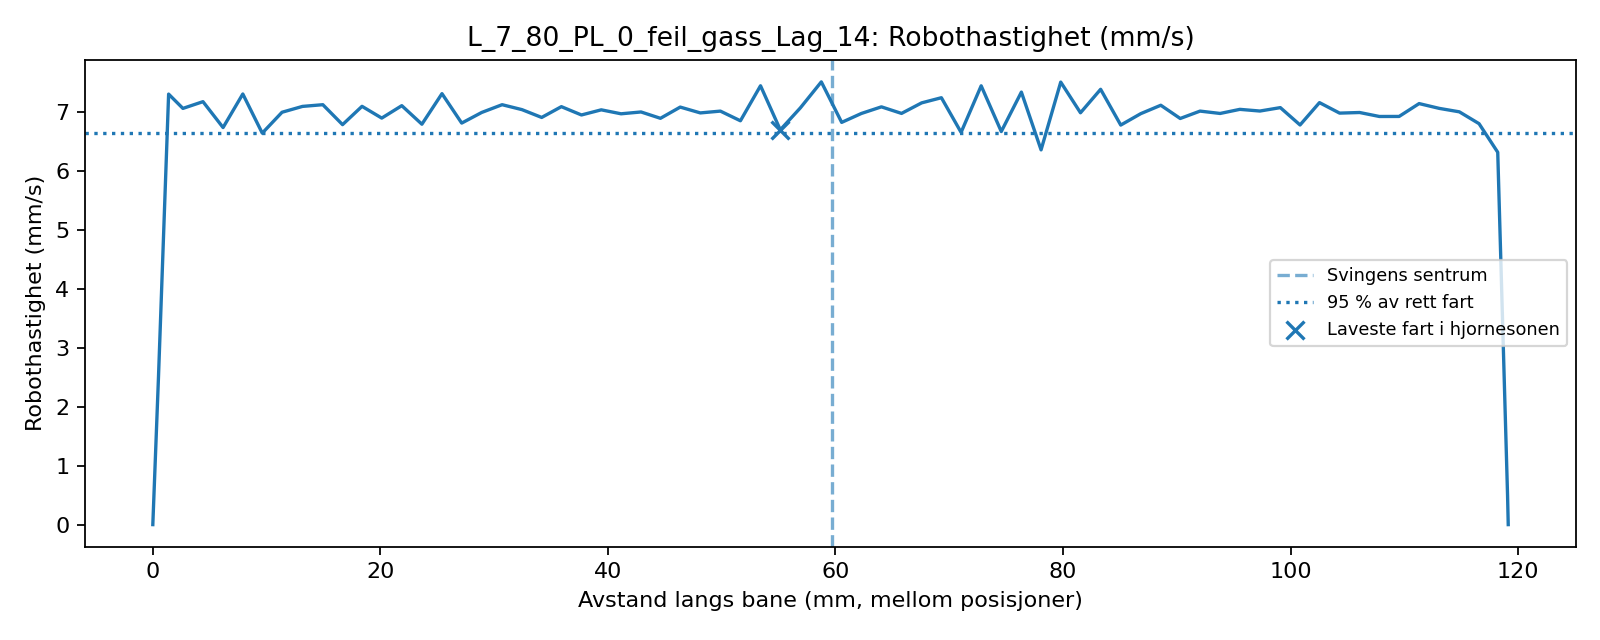 L_7_80_PL_0_feil_gass_Lag_14: Robothastighet (mm/s)
Robothastighet (mm/s)
7
6
5
4
3
2
1
0
Svingens sentrum
95 % av rett fart
Laveste fart i hjornesonen
0 20 40 60 80 100 120
Avstand langs bane (mm, mellom posisjoner)